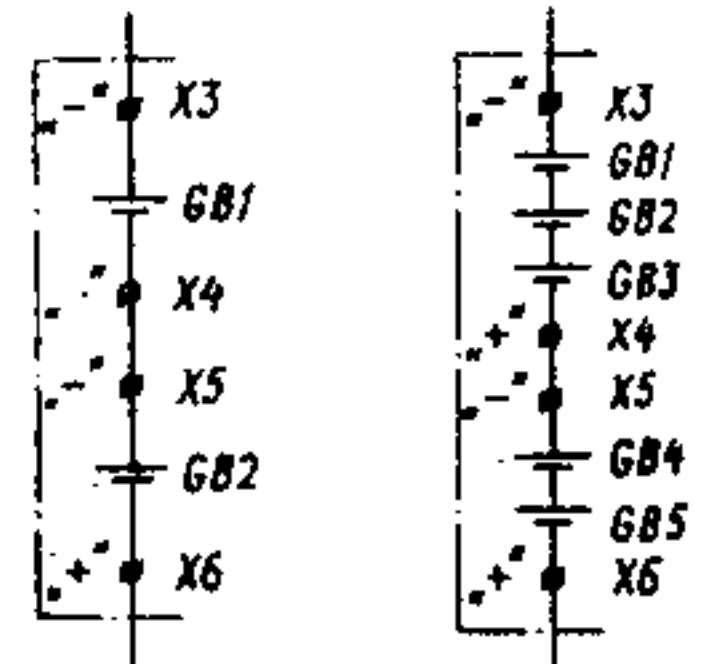 „-” X3
GB1
X4
„-” X5
GB2
„+” X6
„-” X3
GB1
GB2
GB3
„+” X4
„-” X5
GB4
GB5
„+” X6